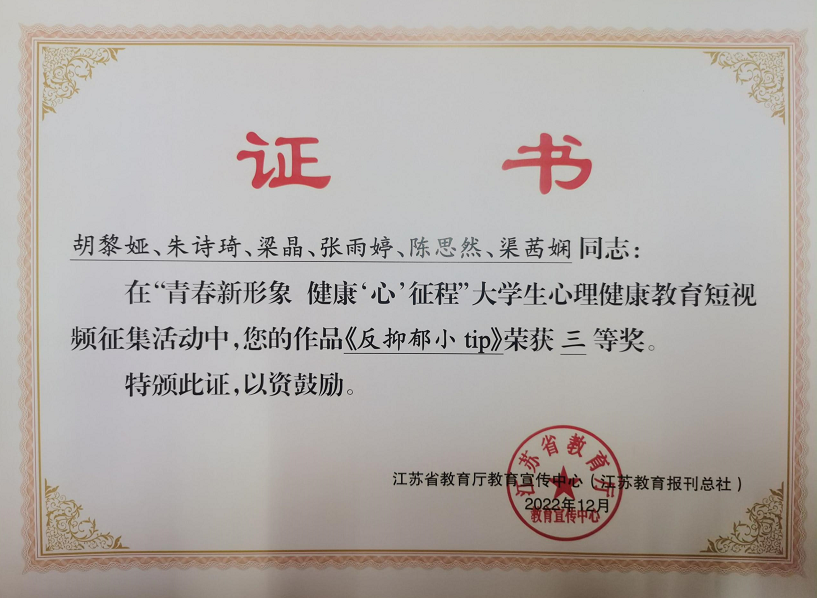 证 书
胡黎娅、朱诗琦、梁晶、张雨婷、陈思然、渠茜娴 同志：
在“青春新形象 健康‘心’征程”大学生心理健康教育短视
频征集活动中，您的作品《反抑郁小 tip》荣获 三 等奖。
特颁此证，以资鼓励。
江苏省教育厅教育宣传中心（江苏教育报刊总社）
2022年12月
江苏省教育厅
教育宣传中心